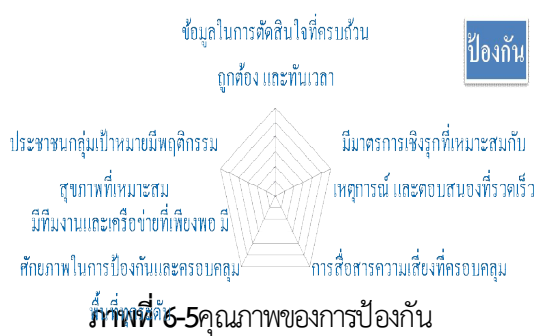 ข้อมูลในการตัดสินใจที่ครบถ้วน
ถูกต้อง และทันเวลา
ป้องกัน
มีมาตรการเชิงรุกที่เหมาะสมกับ
เหตุการณ์ และตอบสนองที่รวดเร็ว
การสื่อสารความเสี่ยงที่ครอบคลุม
มีทีมงานและเครือข่ายที่เพียงพอ มี
ศักยภาพในการป้องกันและครอบคลุม
พื้นที่ทุกระดับ
ประชาชนกลุ่มเป้าหมายมีพฤติกรรม
สุขภาพที่เหมาะสม
ภาพที่ 6-5คุณภาพของการป้องกัน